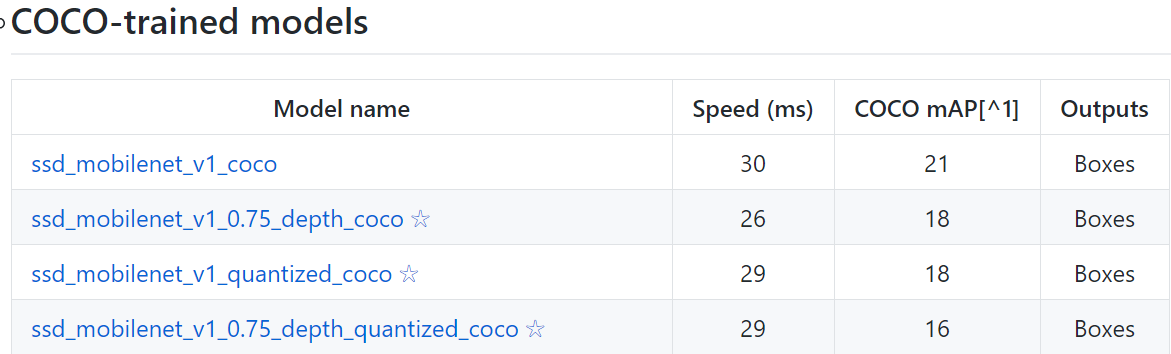 COCO-trained models
Model name Speed (ms) COCO mAP[^1] Outputs
ssd_mobilenet_v1_coco 30 21 Boxes
ssd_mobilenet_v1_0.75_depth_coco ☆ 26 18 Boxes
ssd_mobilenet_v1_quantized_coco ☆ 29 18 Boxes
ssd_mobilenet_v1_0.75_depth_quantized_coco ☆ 29 16 Boxes